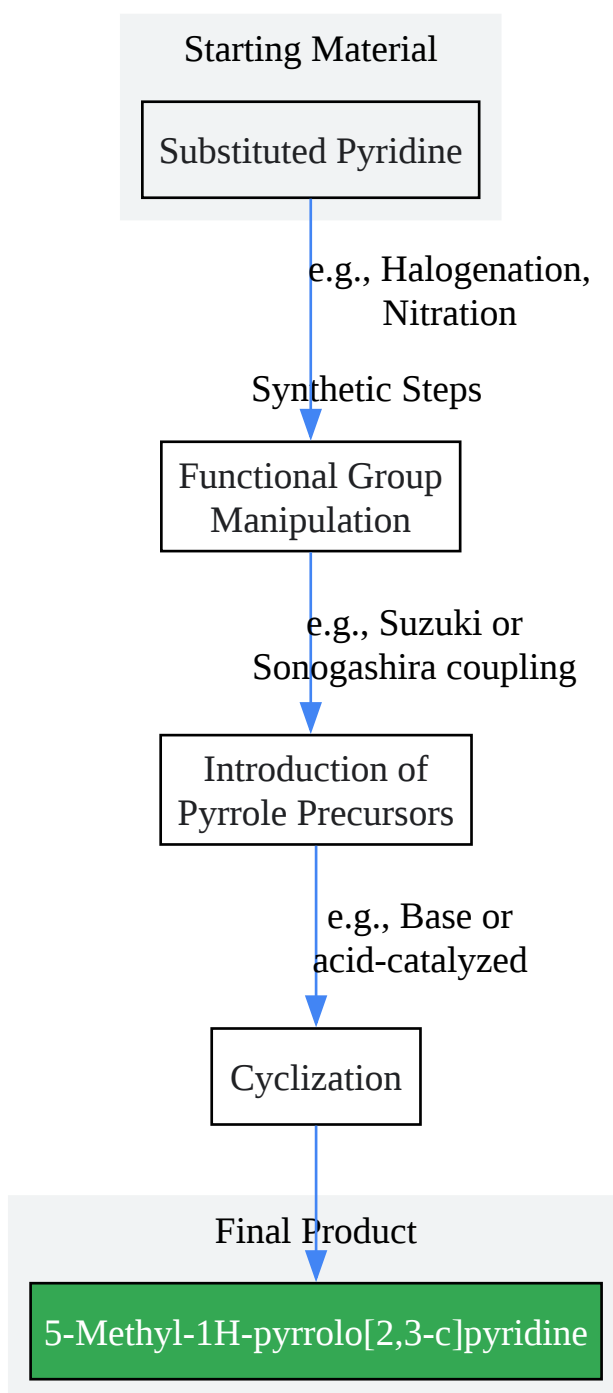 Starting Material
Substituted Pyridine
e.g., Halogenation,
Nitration
Synthetic Steps
Functional Group
Manipulation
e.g., Suzuki or
Sonogashira coupling
Introduction of
Pyrrole Precursors
e.g., Base or
acid-catalyzed
Cyclization
Final Product
5-Methyl-1H-pyrrolo[2,3-c]pyridine